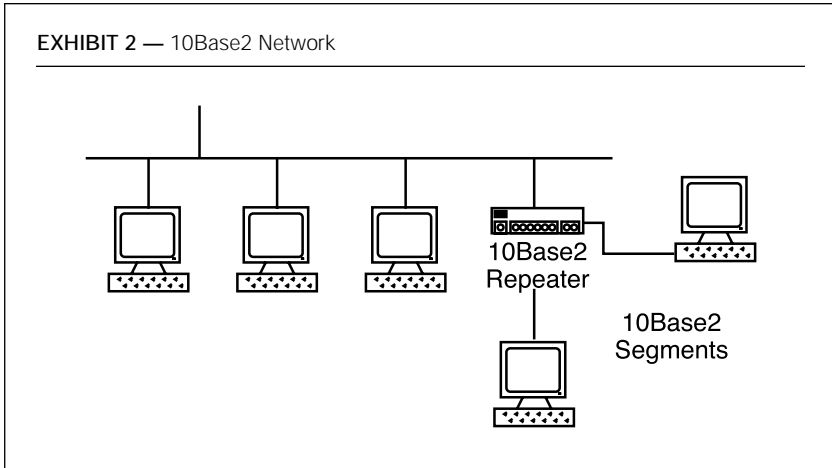 EXHIBIT 2 — 10Base2 Network
10Base2
Repeater
10Base2
Segments